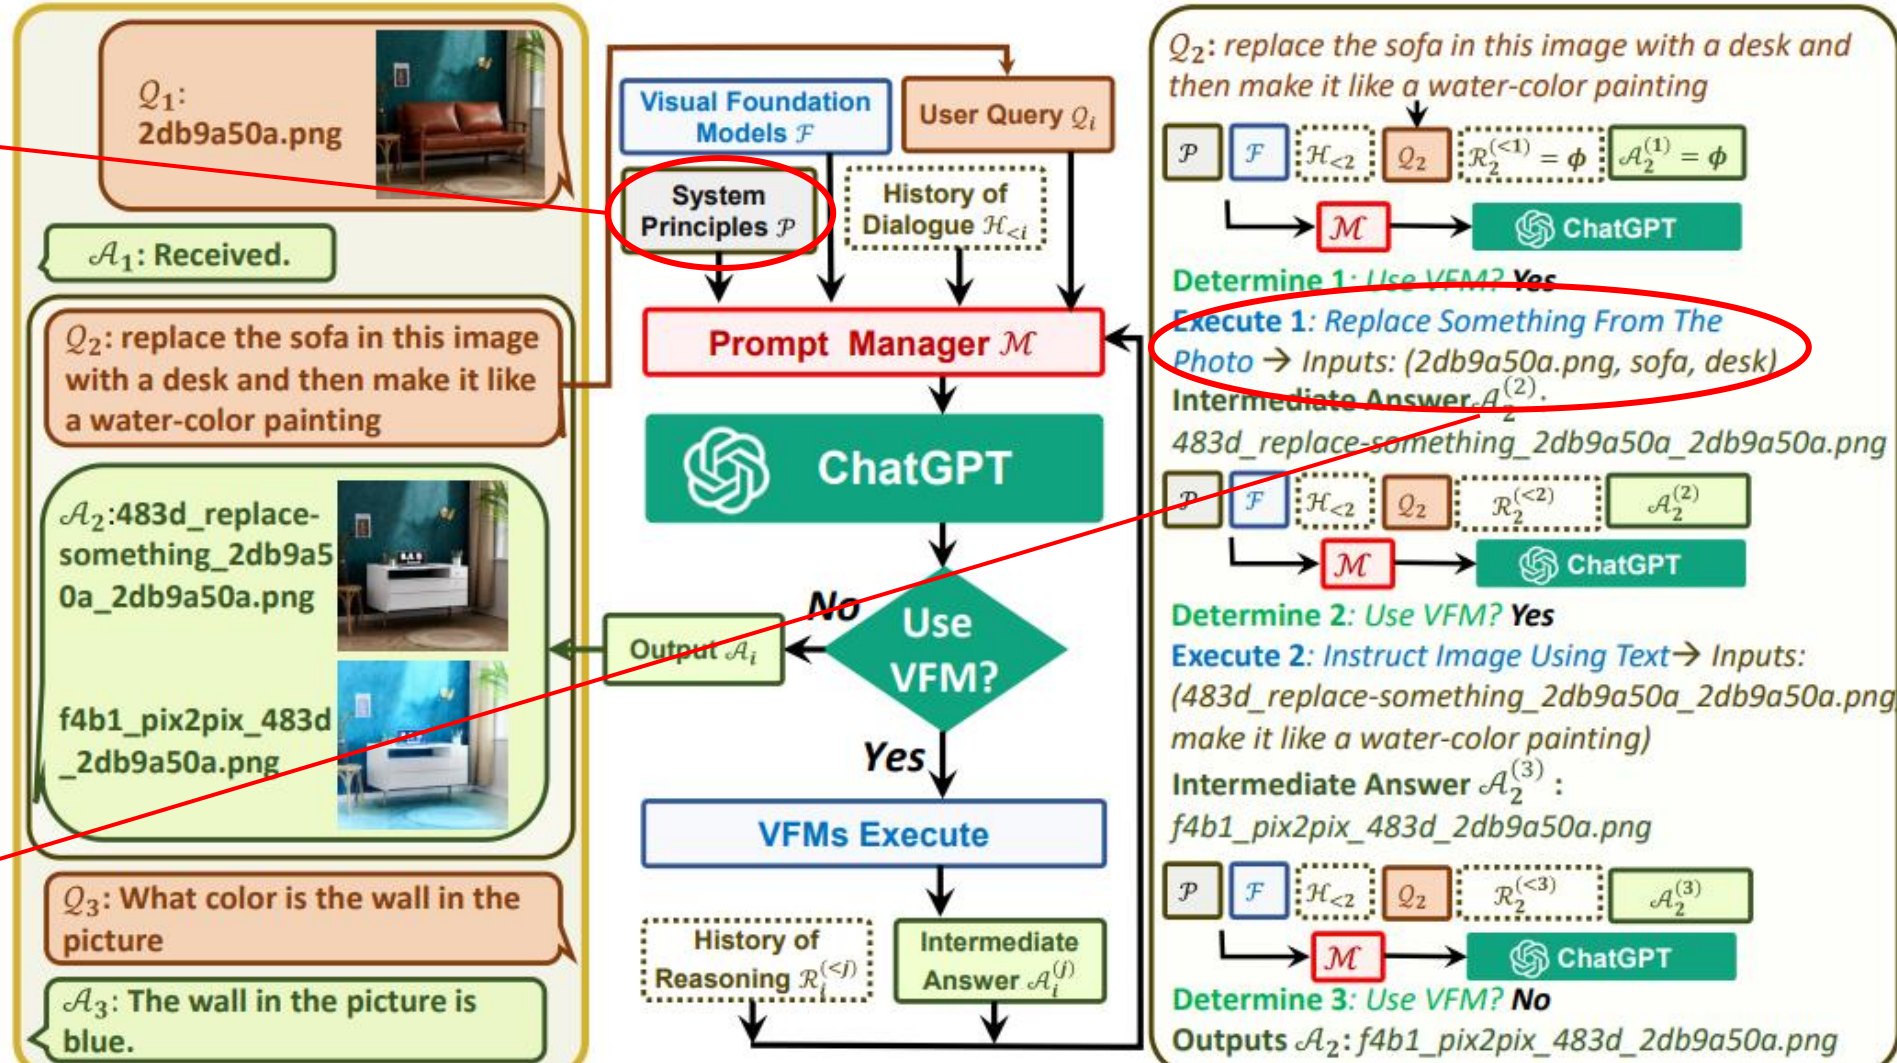 Q₁:
2db9a50a.png
A₁: Received.
Q₂: replace the sofa in this image
with a desk and then make it like
a water-color painting
A₂:483d_replace-
something_2db9a5
0a_2db9a50a.png
f4b1_pix2pix_483d
_2db9a50a.png
Q₃: What color is the wall in the
picture
A₃: The wall in the picture is
blue.
Visual Foundation
Models F
User Query Qᵢ
System
Principles P
History of
Dialogue H<i
Prompt Manager M
ChatGPT
Use
VFM?
No
Output Aᵢ
Yes
VFMs Execute
History of
Reasoning Rᵢ^(<j)
Intermediate
Answer Aᵢ^(j)
Q₂: replace the sofa in this image with a desk and
then make it like a water-color painting
P F H<2 Q₂ R₂^(<1) = ϕ A₂^(1) = ϕ
M ChatGPT
Determine 1: Use VFM? Yes
Execute 1: Replace Something From The
Photo → Inputs: (2db9a50a.png, sofa, desk)
Intermediate Answer A₂^(2):
483d_replace-something_2db9a50a_2db9a50a.png
P F H<2 Q₂ R₂^(<2) A₂^(2)
M ChatGPT
Determine 2: Use VFM? Yes
Execute 2: Instruct Image Using Text→ Inputs:
(483d_replace-something_2db9a50a_2db9a50a.png,
make it like a water-color painting)
Intermediate Answer A₂^(3) :
f4b1_pix2pix_483d_2db9a50a.png
P F H<2 Q₂ R₂^(<3) A₂^(3)
M ChatGPT
Determine 3: Use VFM? No
Outputs A₂: f4b1_pix2pix_483d_2db9a50a.png